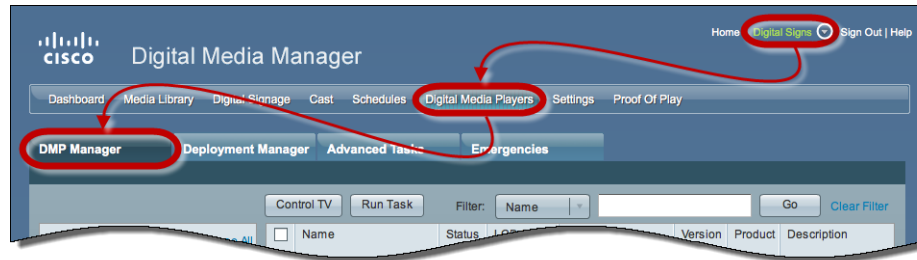 Home Digital Signs Sign Out | Help
CISCO Digital Media Manager
Dashboard Media Library Digital Signage Cast Schedules Digital Media Players Settings Proof Of Play
DMP Manager Deployment Manager Advanced Tasks Emergencies
Control TV Run Task Filter: Name Go Clear Filter
All Name Status Version Product Description